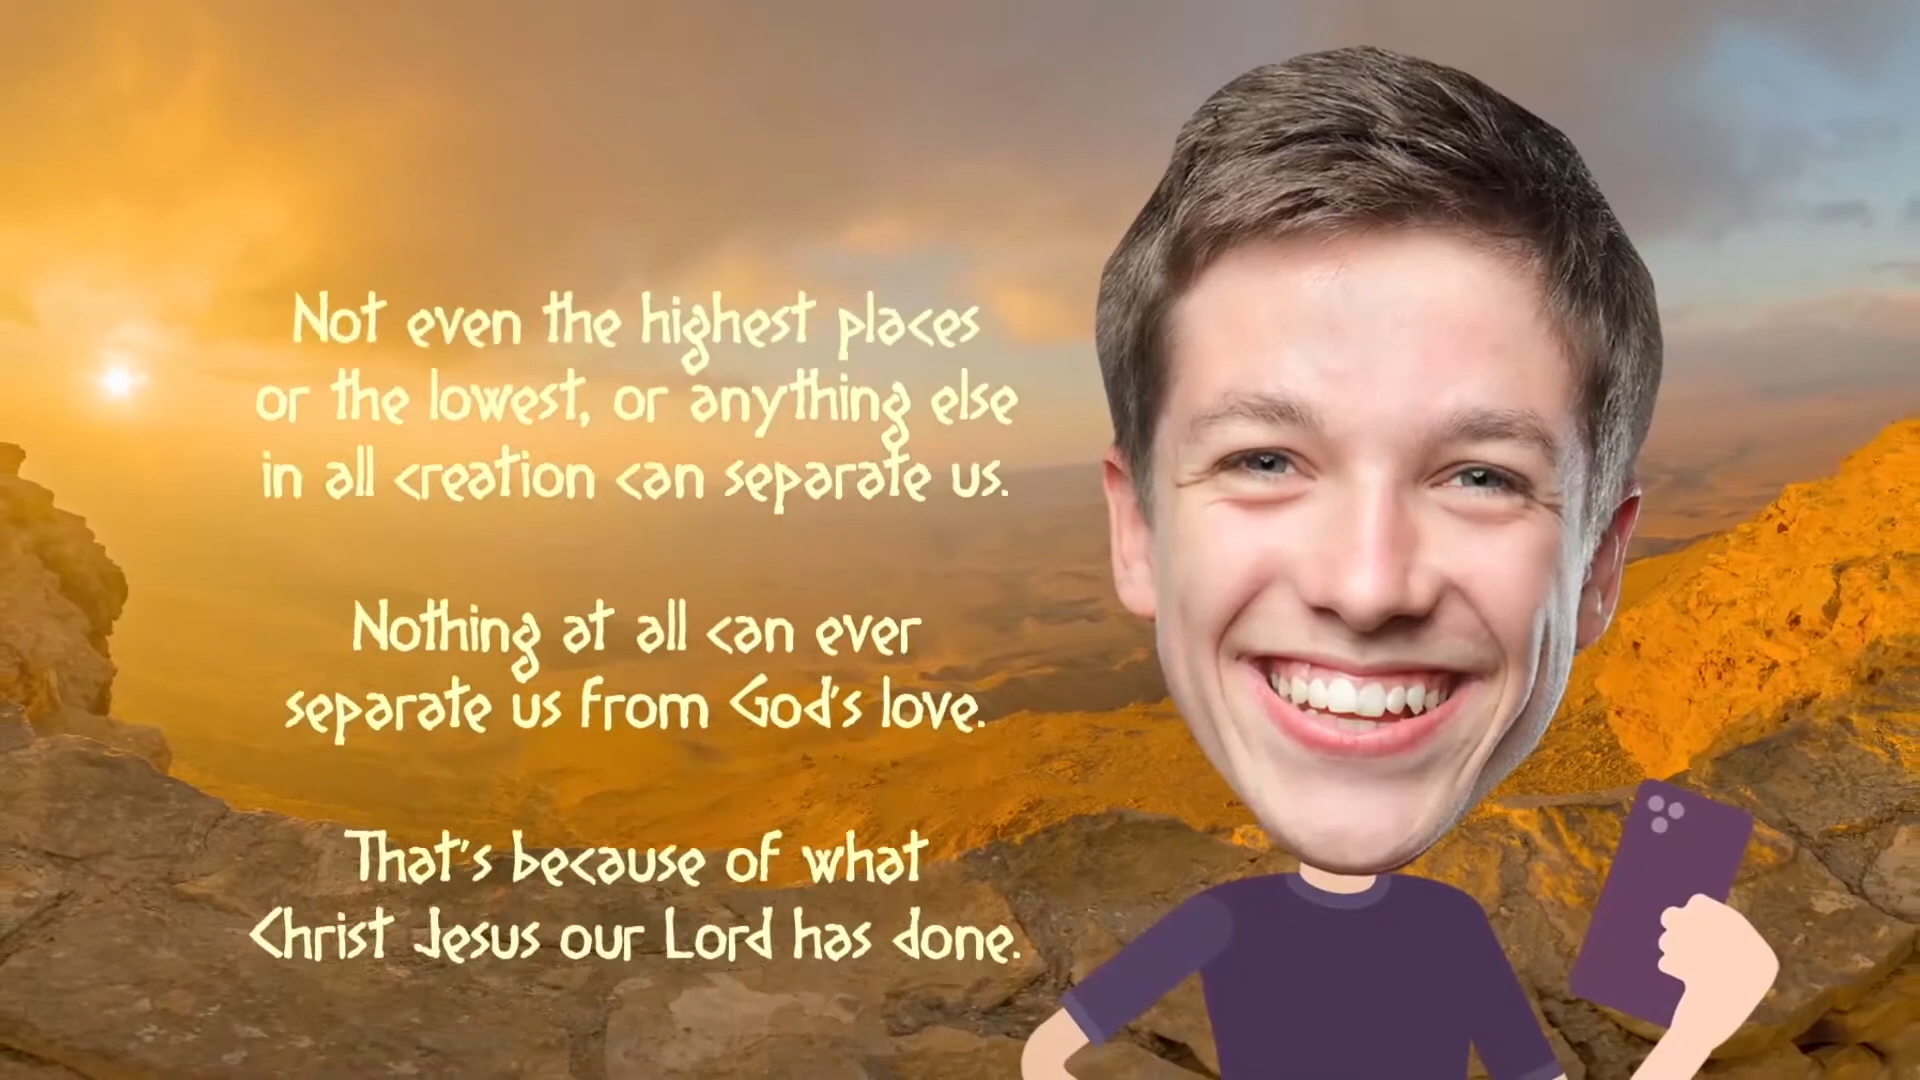 Not even the highest places
or the lowest, or anything else
in all creation can separate us.
Nothing at all can ever
separate us from God's love.
That's because of what
Christ Jesus our Lord has done.